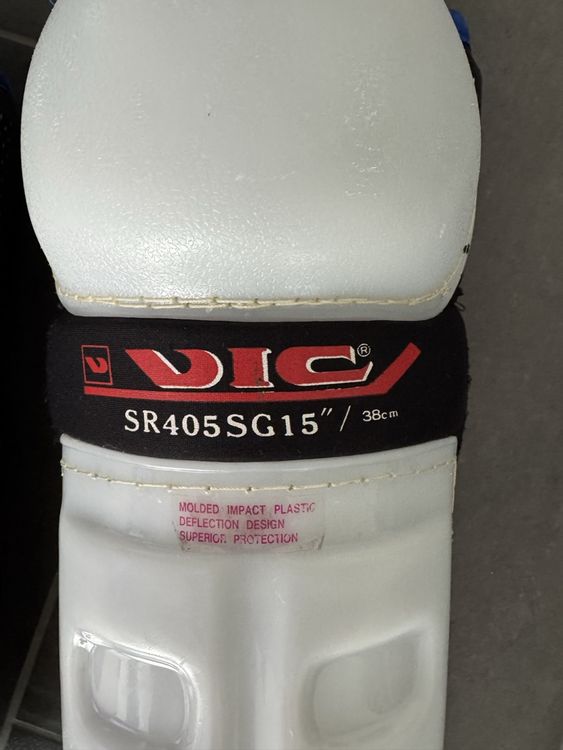 VIC®
SR405SG15"/ 38cm
MOLDED IMPACT PLASTIC
DEFLECTION DESIGN
SUPERIOR PROTECTION